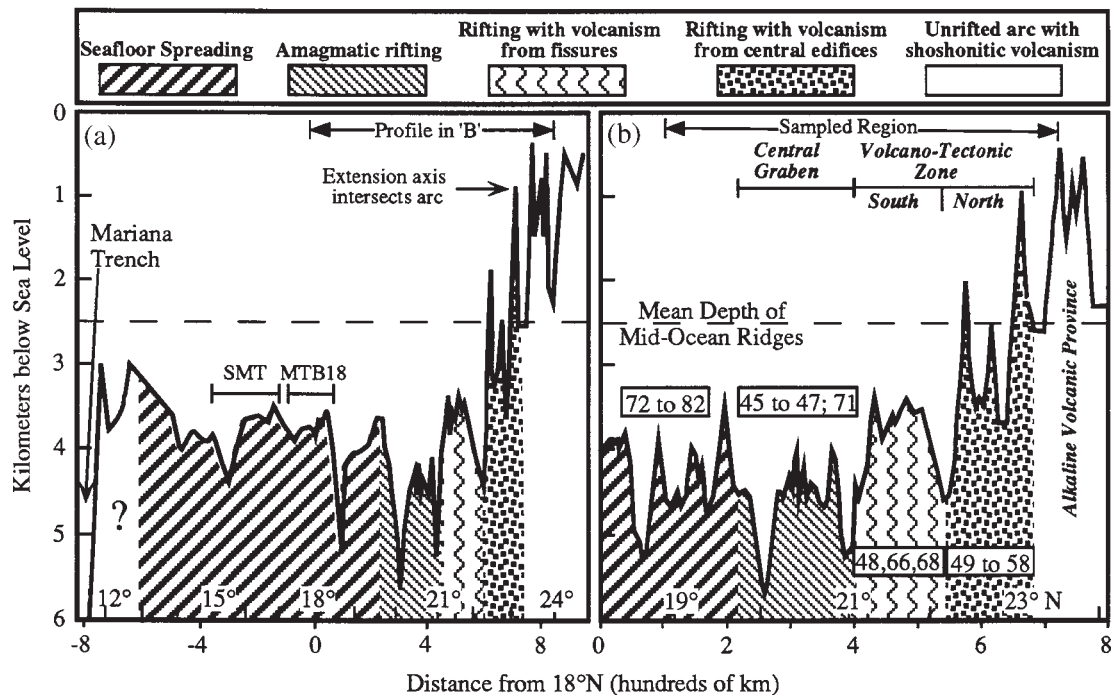 Seafloor Spreading
Amagmatic rifting
Rifting with volcanism
from fissures
Rifting with volcanism
from central edifices
Unrifted arc with
shoshonitic volcanism
Kilometers below Sea Level
0
1
2
3
4
5
6
(a)
Profile in 'B'
Extension axis
intersects arc
Mariana
Trench
SMT
MTB18
?
12°
15°
18°
21°
24°
-8
-4
0
4
8
(b)
Sampled Region
Central
Graben
Volcano-Tectonic
Zone
South
North
Mean Depth of
Mid-Ocean Ridges
72 to 82
45 to 47; 71
48,66,68
49 to 58
Alkaline Volcanic Province
19°
21°
23° N
0
2
4
6
8
Distance from 18°N (hundreds of km)